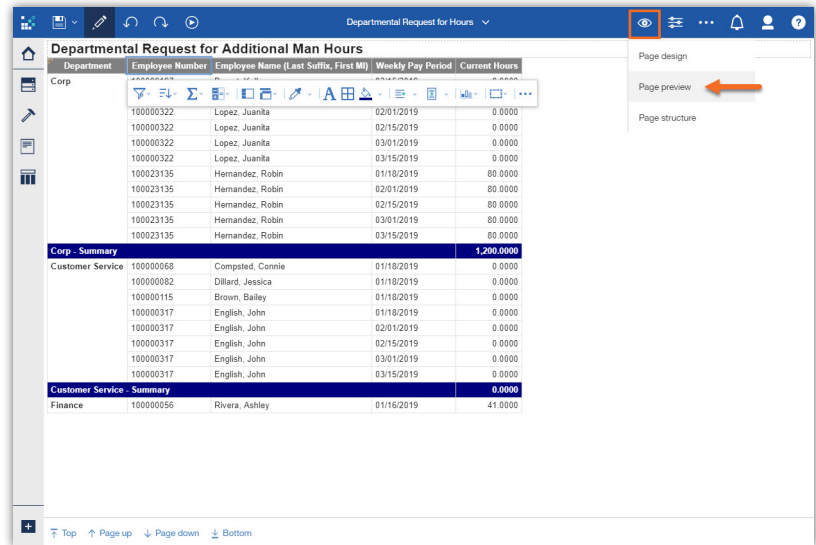 Departmental Request for Hours
Page design
Page preview
Page structure
Departmental Request for Additional Man Hours
Department Employee Number Employee Name (Last Suffix, First MI) Weekly Pay Period Current Hours
Corp
100000322 Lopez, Juanita 02/01/2019 0.0000
100000322 Lopez, Juanita 02/15/2019 0.0000
100000322 Lopez, Juanita 03/01/2019 0.0000
100000322 Lopez, Juanita 03/15/2019 0.0000
100023135 Hernandez, Robin 01/18/2019 80.0000
100023135 Hernandez, Robin 02/01/2019 80.0000
100023135 Hernandez, Robin 02/15/2019 80.0000
100023135 Hernandez, Robin 03/01/2019 80.0000
100023135 Hernandez, Robin 03/15/2019 80.0000
Corp - Summary 1,200.0000
Customer Service 100000068 Compsted, Connie 01/18/2019 0.0000
100000082 Dillard, Jessica 01/18/2019 0.0000
100000115 Brown, Bailey 01/18/2019 0.0000
100000317 English, John 01/18/2019 0.0000
100000317 English, John 02/01/2019 0.0000
100000317 English, John 02/15/2019 0.0000
100000317 English, John 03/01/2019 0.0000
100000317 English, John 03/15/2019 0.0000
Customer Service - Summary 0.0000
Finance 100000056 Rivera, Ashley 01/16/2019 41.0000
Top Page up Page down Bottom